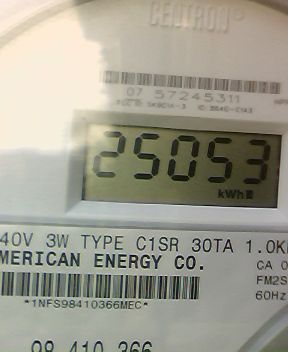 CELLTRON
07 57245311
25053
kWh
40V 3W TYPE C1SR 30TA 1.0K
MERICAN ENERGY CO.
CA 0
FM2S
60Hz
*1NFS98410366MEC*
98 410 366